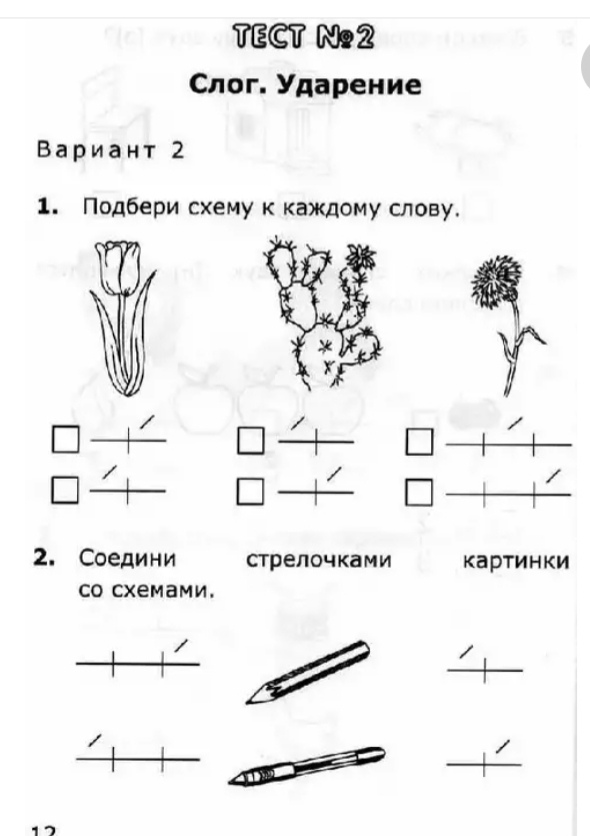 ТЕСТ №2
Слог. Ударение
Вариант 2
1. Подбери схему к каждому слову.
2. Соедини стрелочками картинки
со схемами.
12